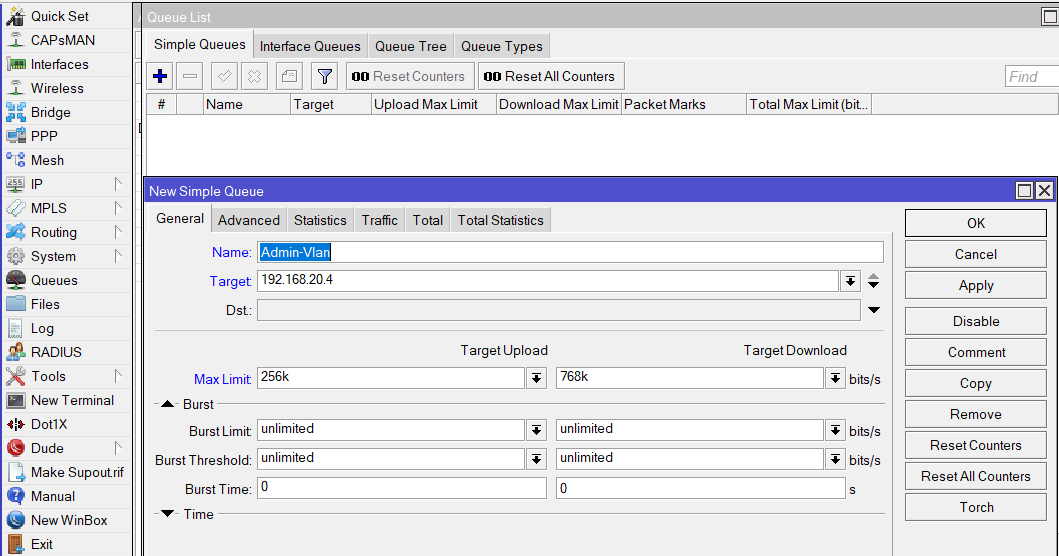 Quick Set
CAPsMAN
Interfaces
Wireless
Bridge
PPP
Mesh
IP
MPLS
Routing
System
Queues
Files
Log
RADIUS
Tools
New Terminal
Dot1X
Dude
Make Supout.rif
Manual
New WinBox
Exit
Queue List
Simple Queues Interface Queues Queue Tree Queue Types
00 Reset Counters 00 Reset All Counters Find
# Name Target Upload Max Limit Download Max Limit Packet Marks Total Max Limit (bit...
New Simple Queue
General Advanced Statistics Traffic Total Total Statistics
Name: Admin-Vlan
Target: 192.168.20.4
Dst.:
Target Upload Target Download
Max Limit: 256k 768k bits/s
Burst
Burst Limit: unlimited unlimited bits/s
Burst Threshold: unlimited unlimited bits/s
Burst Time: 0 0 s
Time
OK
Cancel
Apply
Disable
Comment
Copy
Remove
Reset Counters
Reset All Counters
Torch